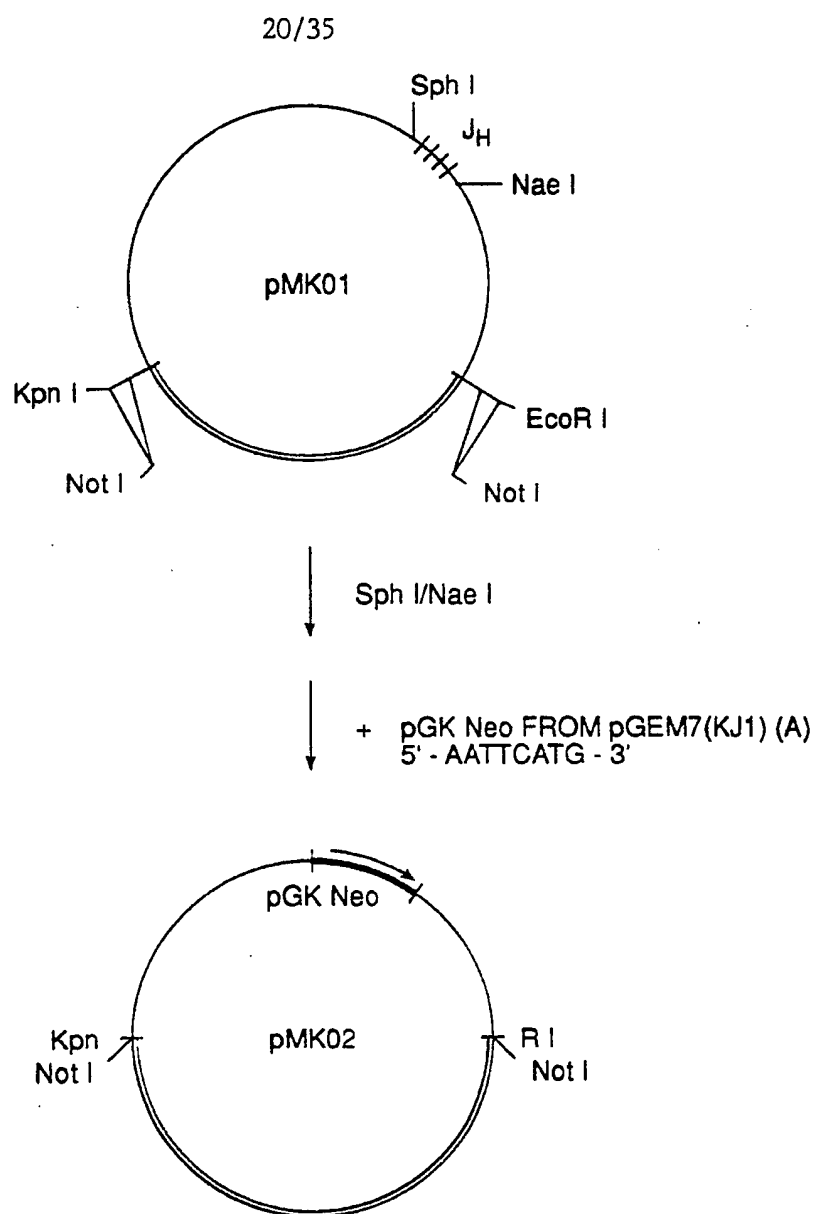 20/35
Sph I
JH
Nae I
pMK01
Kpn I
EcoR I
Not I
Not I
Sph I/Nae I
+ pGK Neo FROM pGEM7(KJ1) (A)
5' - AATTCATG - 3'
pGK Neo
Kpn
pMK02
R I
Not I
Not I